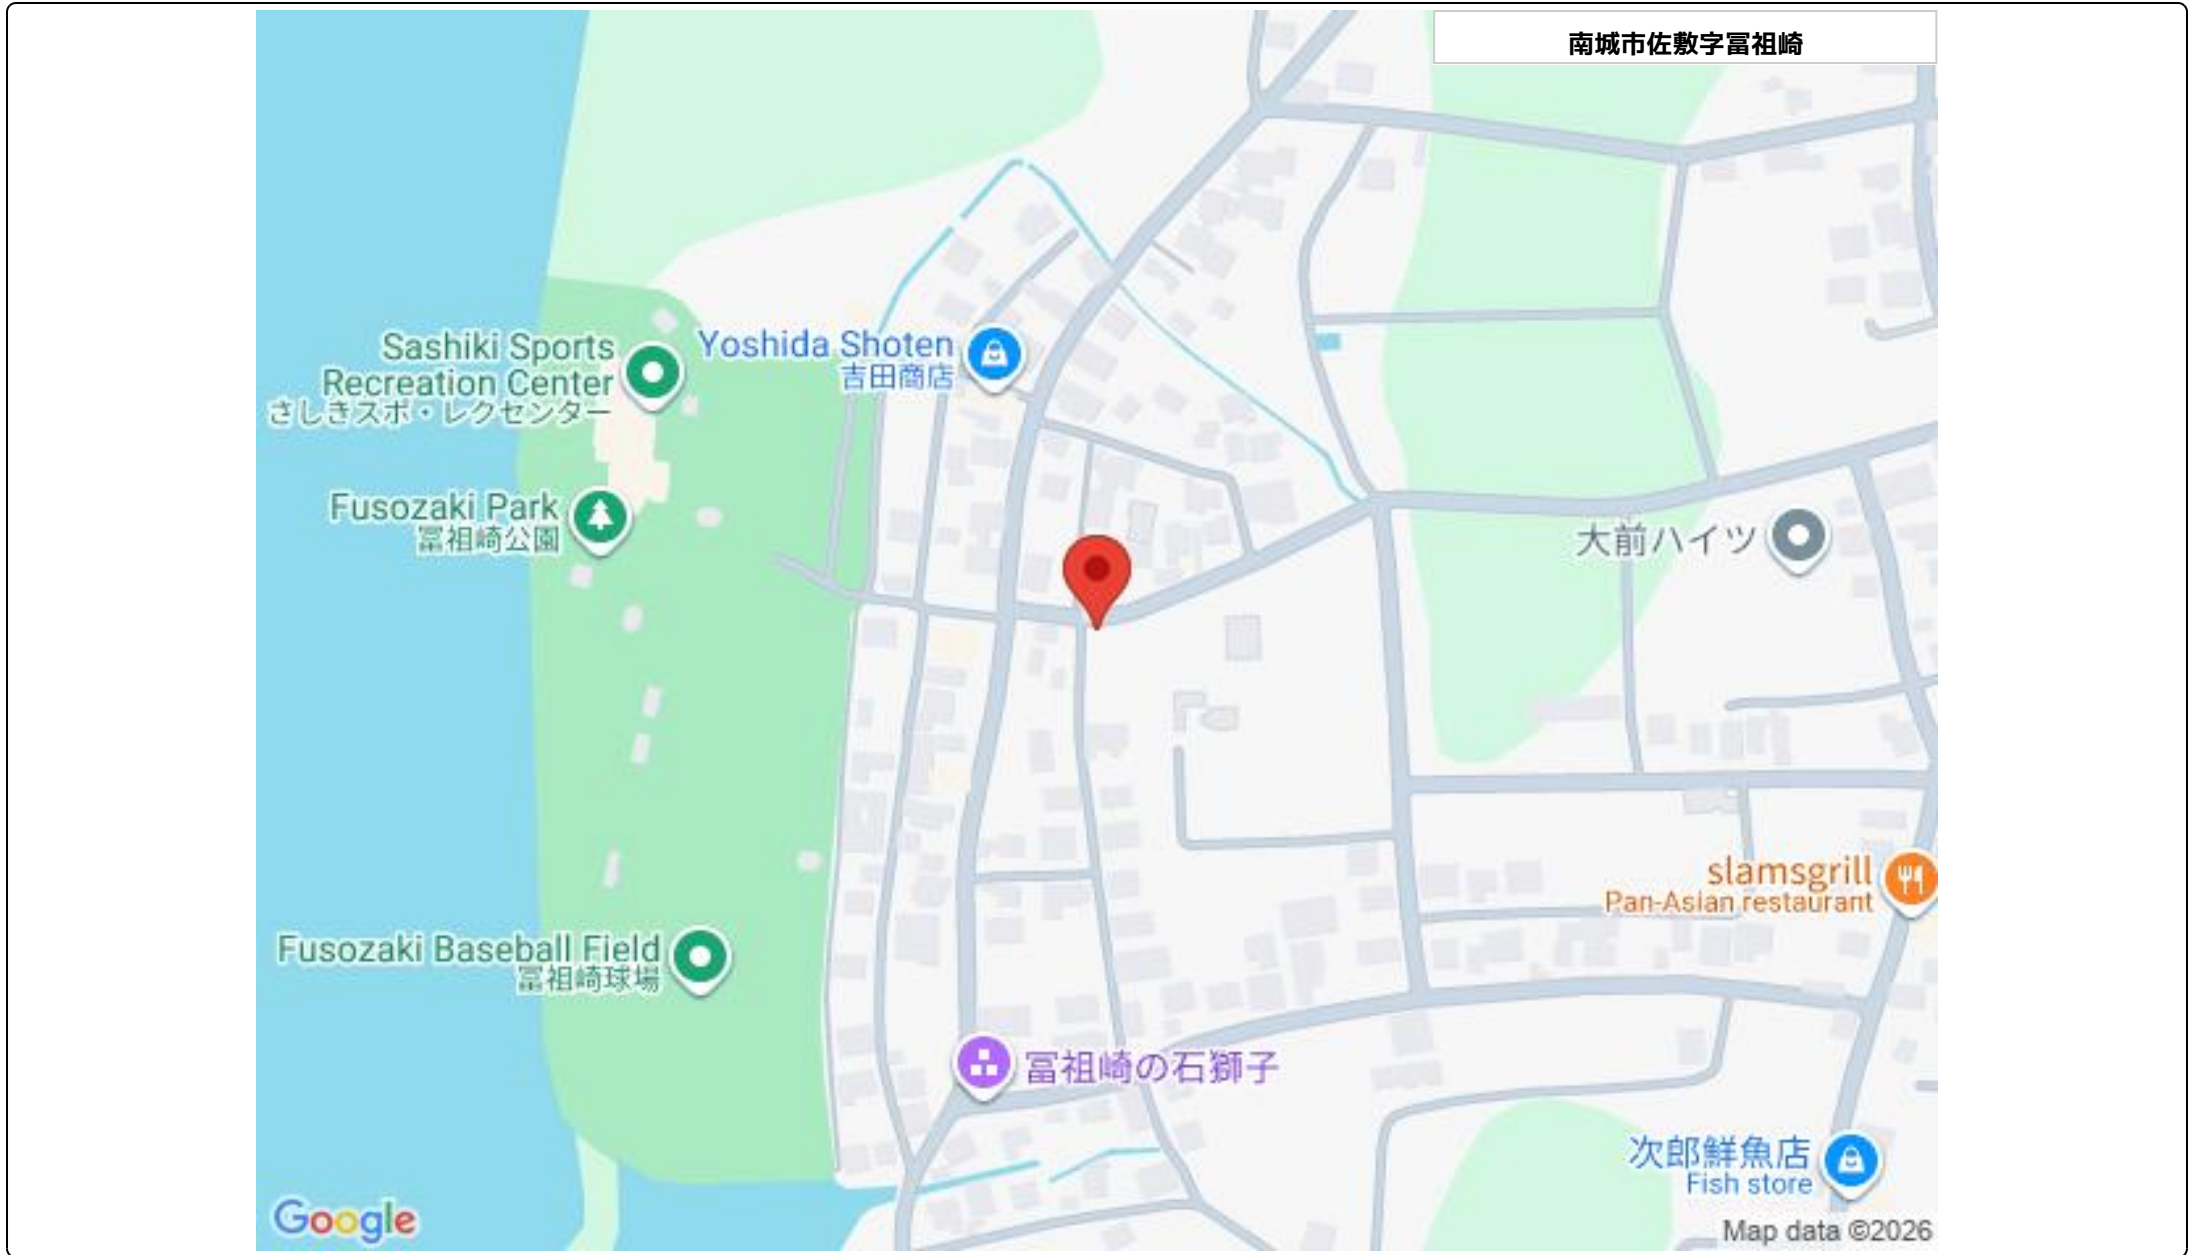 南城市佐敷字冨祖崎
Sashiki Sports
Recreation Center
さしきスポ・レクセンター
Yoshida Shoten
吉田商店
Fusozaki Park
冨祖崎公園
大前ハイツ
slamsgrill
Pan-Asian restaurant
Fusozaki Baseball Field
冨祖崎球場
冨祖崎の石獅子
次郎鮮魚店
Fish store
Google
Map data ©2026